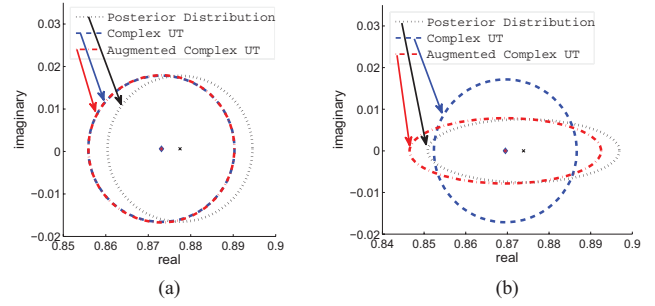 Posterior Distribution
Complex UT
Augmented Complex UT
imaginary
0.03
0.02
0.01
0
−0.01
−0.02
0.85
0.86
0.87
0.88
0.89
0.9
real
(a)
Posterior Distribution
Complex UT
Augmented Complex UT
imaginary
0.03
0.02
0.01
0
−0.01
−0.02
0.84
0.85
0.86
0.87
0.88
0.89
0.9
real
(b)